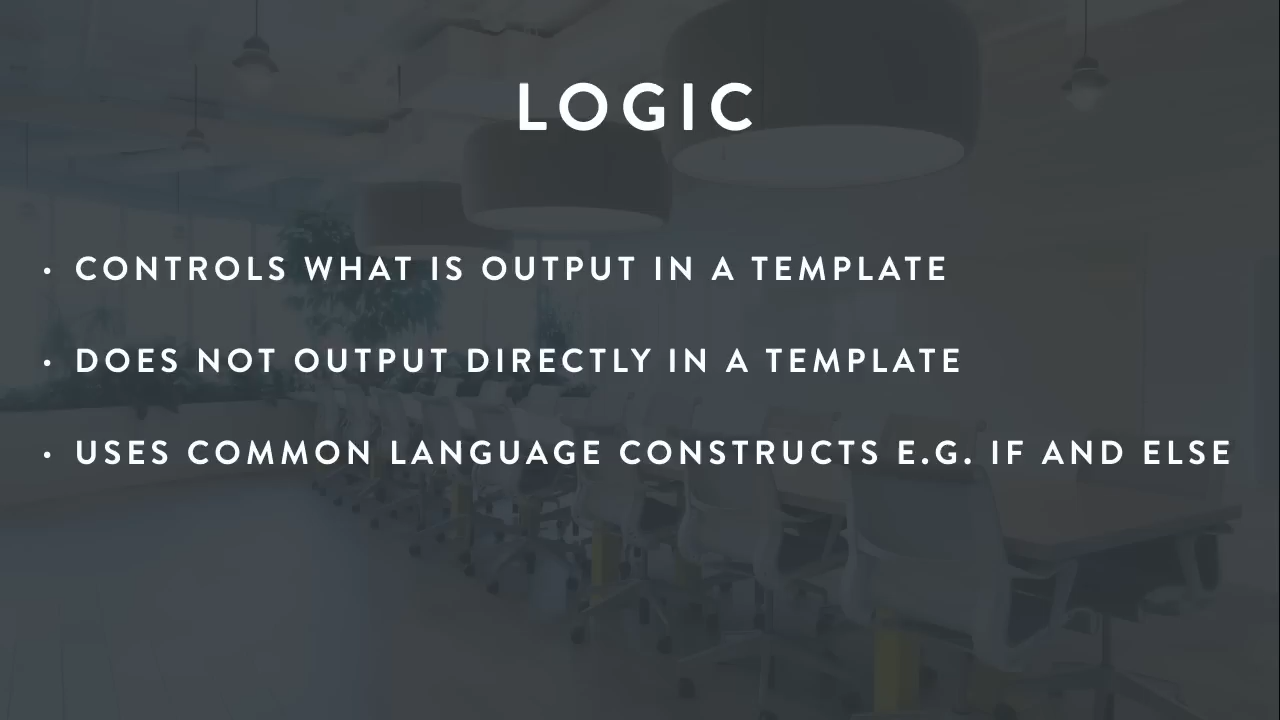 LOGIC
• CONTROLS WHAT IS OUTPUT IN A TEMPLATE
• DOES NOT OUTPUT DIRECTLY IN A TEMPLATE
• USES COMMON LANGUAGE CONSTRUCTS E.G. IF AND ELSE